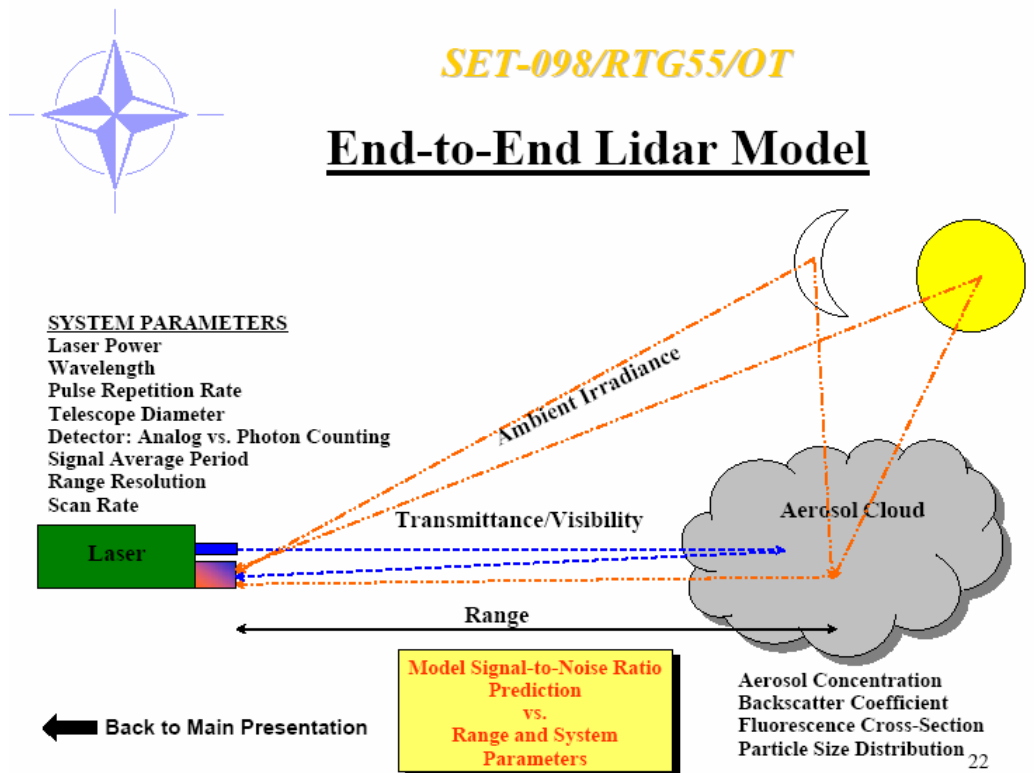 SET-098/RTG55/OT
End-to-End Lidar Model
SYSTEM PARAMETERS
Laser Power
Wavelength
Pulse Repetition Rate
Telescope Diameter
Detector: Analog vs. Photon Counting
Signal Average Period
Range Resolution
Scan Rate
Ambient Irradiance
Transmittance/Visibility
Aerosol Cloud
Laser
Range
Model Signal-to-Noise Ratio
Prediction
vs.
Range and System
Parameters
Aerosol Concentration
Backscatter Coefficient
Fluorescence Cross-Section
Particle Size Distribution
Back to Main Presentation
22